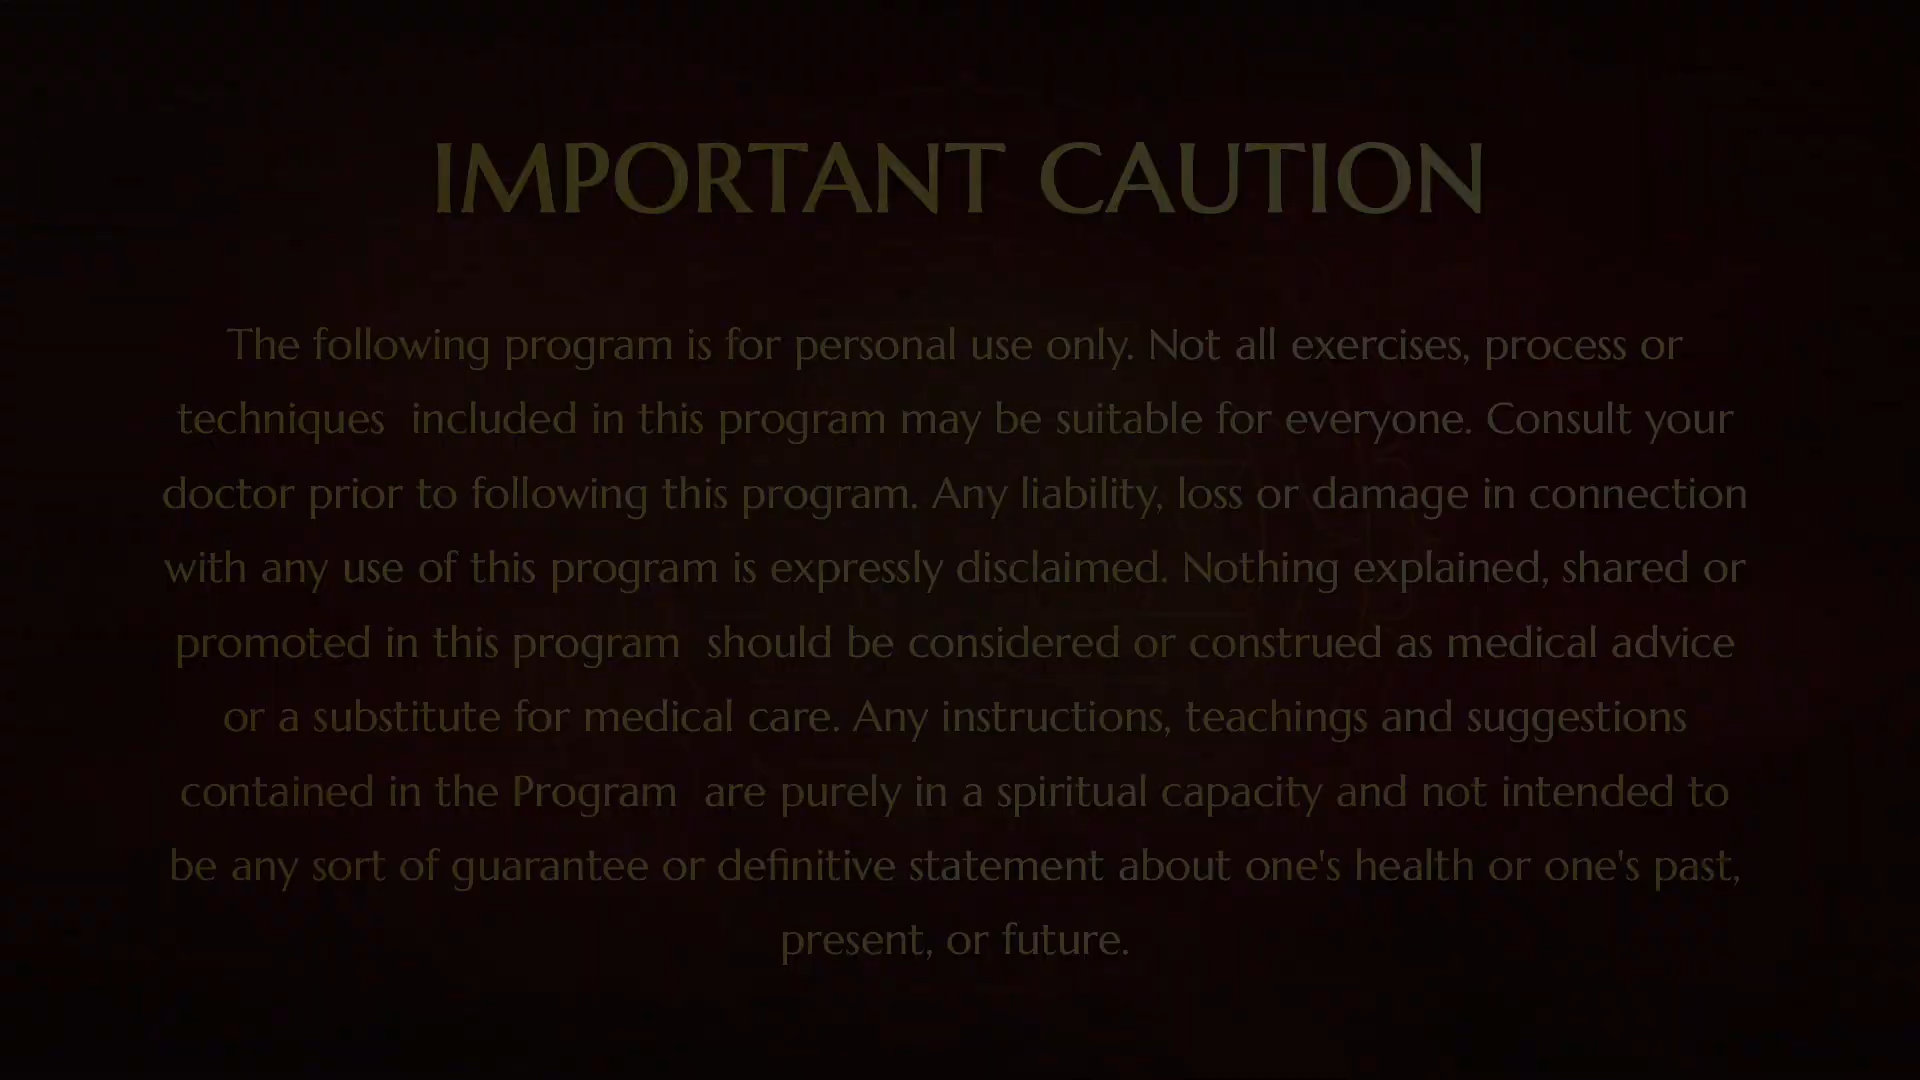 IMPORTANT CAUTION
The following program is for personal use only. Not all exercises, process or
techniques  included in this program may be suitable for everyone. Consult your
doctor prior to following this program. Any liability, loss or damage in connection
with any use of this program is expressly disclaimed. Nothing explained, shared or
promoted in this program  should be considered or construed as medical advice
or a substitute for medical care. Any instructions, teachings and suggestions
contained in the Program  are purely in a spiritual capacity and not intended to
be any sort of guarantee or definitive statement about one's health or one's past,
present, or future.